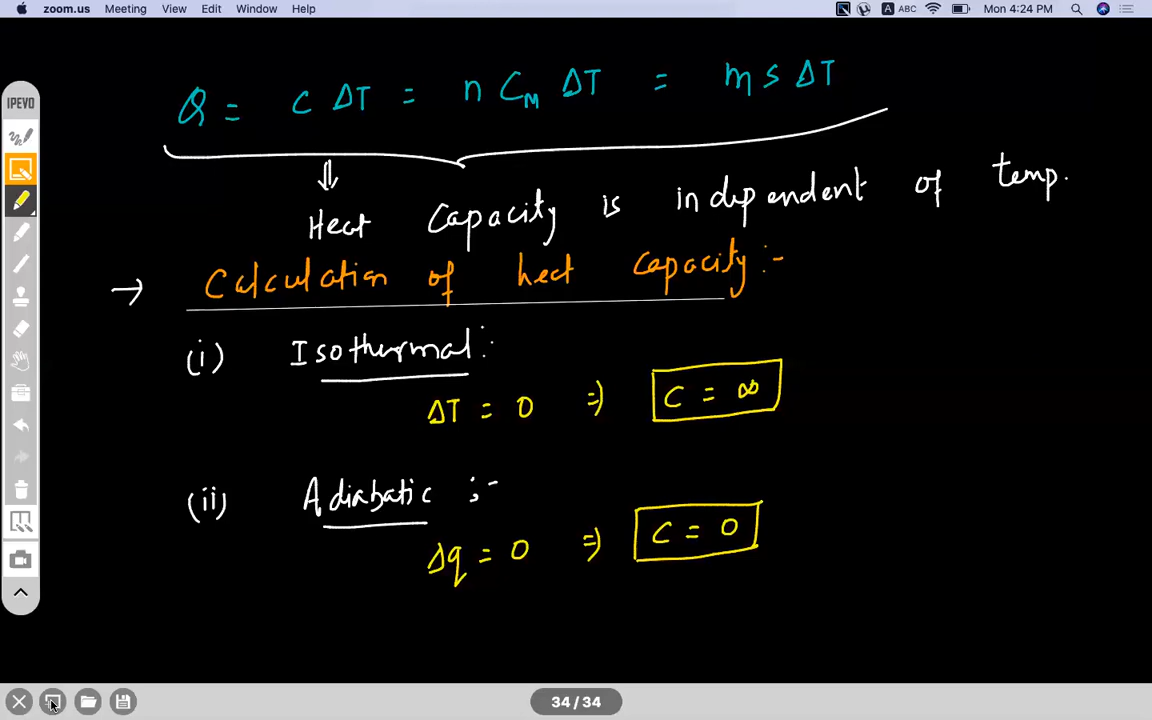 zoom.us Meeting View Edit Window Help A ABC Mon 4:24 PM
IPEVO
Q = C ΔT = n C_M ΔT = m s ΔT
⇓
Heat Capacity is independent of temp.
→ Calculation of heat capacity :-
(i) Isothermal :
ΔT = 0 ⇒ C = ∞
(ii) Adiabatic :-
Δq = 0 ⇒ C = 0
34 / 34